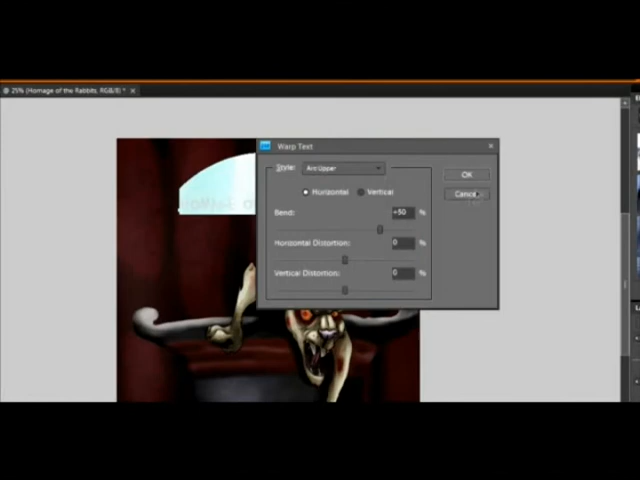 25% (Homage of the Rabbits, RGB/8) *
Warp Text
Style: Arc Upper
OK
Horizontal Vertical
Cancel
Bend: +50 %
Horizontal Distortion: 0 %
Vertical Distortion: 0 %